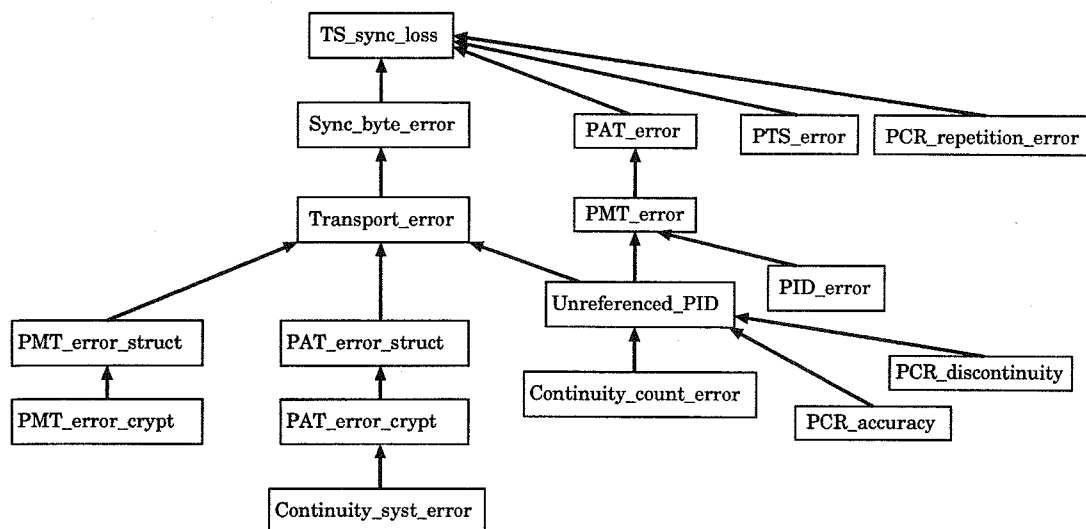 TS_sync_loss
Sync_byte_error
PAT_error
PTS_error
PCR_repetition_error
Transport_error
PMT_error
PID_error
Unreferenced_PID
PMT_error_struct
PAT_error_struct
PCR_discontinuity
Continuity_count_error
PMT_error_crypt
PAT_error_crypt
PCR_accuracy
Continuity_syst_error